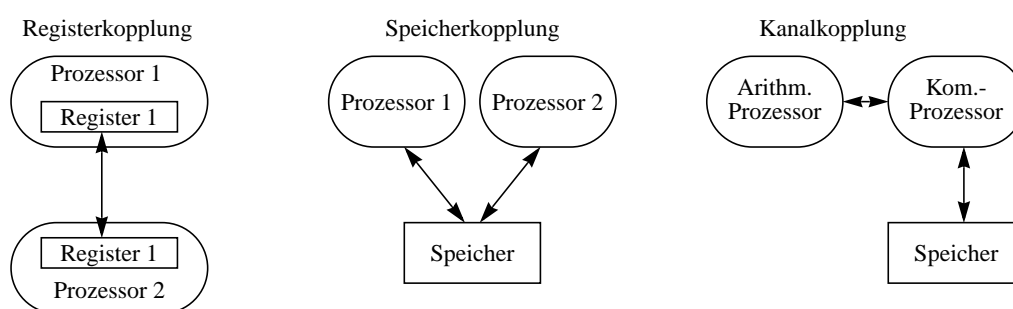 Registerkopplung
Prozessor 1
Register 1
Register 1
Prozessor 2
Speicherkopplung
Prozessor 1
Prozessor 2
Speicher
Kanalkopplung
Arithm.
Prozessor
Kom.-
Prozessor
Speicher